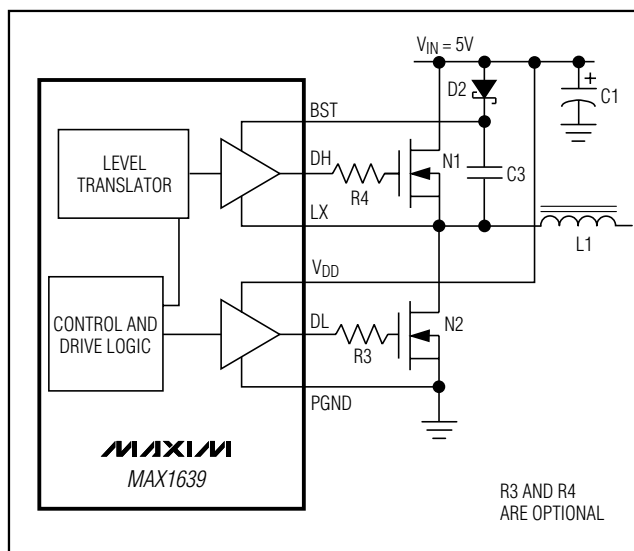 V_IN = 5V
D2
C1
BST
LEVEL
TRANSLATOR
DH
R4
N1
C3
LX
L1
V_DD
CONTROL AND
DRIVE LOGIC
DL
R3
N2
PGND
MAXIM
MAX1639
R3 AND R4
ARE OPTIONAL
+